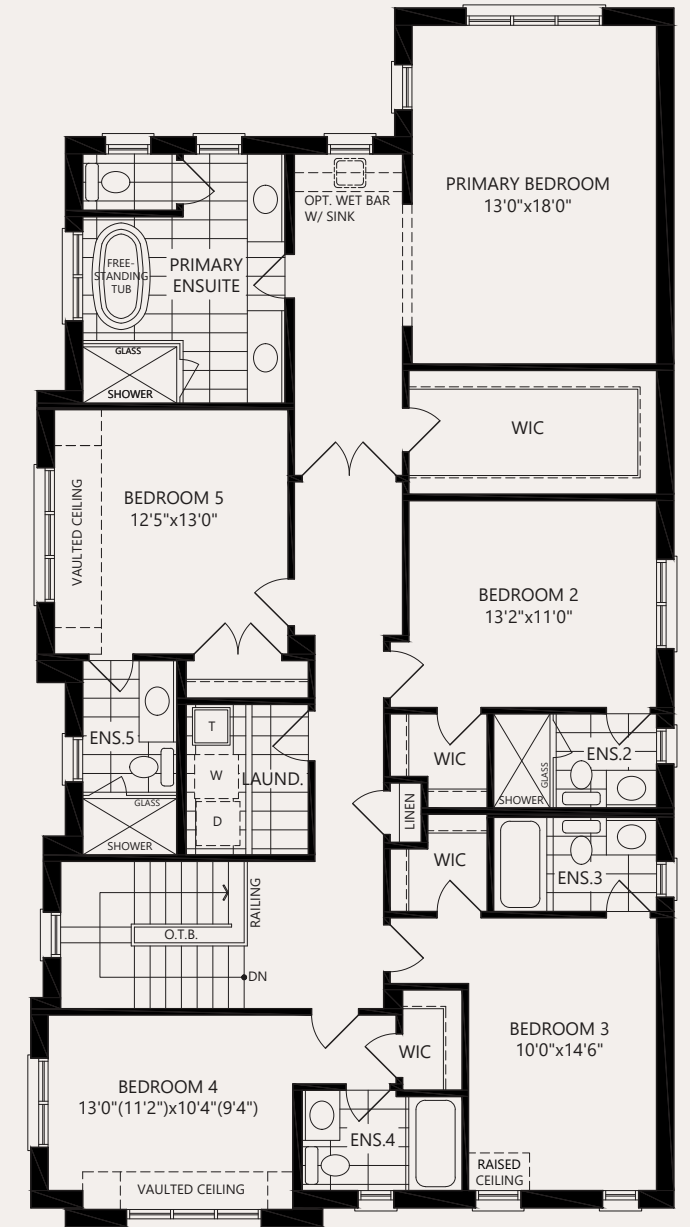 PRIMARY BEDROOM
13'0"x18'0"
OPT. WET BAR
W/ SINK
FREE-
STANDING
TUB
PRIMARY
ENSUITE
GLASS
SHOWER
WIC
BEDROOM 5
12'5"x13'0"
VAULTED CEILING
BEDROOM 2
13'2"x11'0"
ENS.5
GLASS
SHOWER
T
W
D
LAUND.
WIC
GLASS
SHOWER
ENS.2
LINEN
WIC
ENS.3
RAILING
O.T.B.
DN
BEDROOM 3
10'0"x14'6"
WIC
BEDROOM 4
13'0"(11'2")x10'4"(9'4")
ENS.4
RAISED
CEILING
VAULTED CEILING